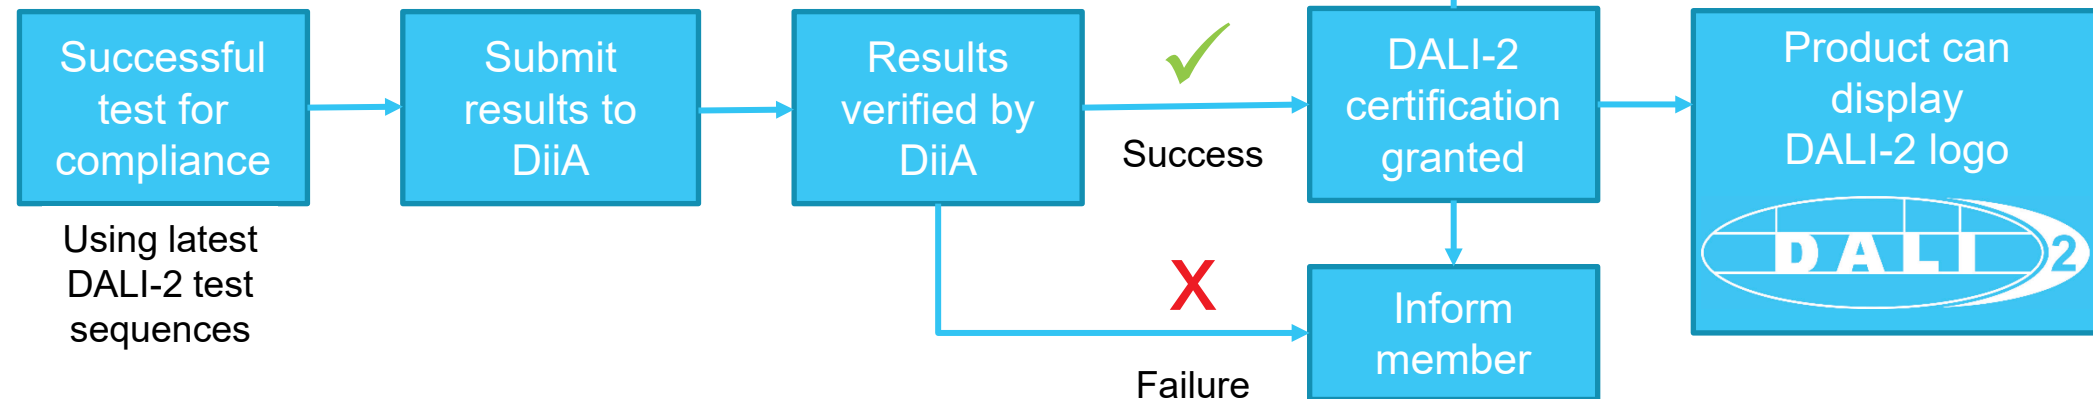 Successful
test for
compliance
Using latest
DALI-2 test
sequences
Submit
results to
DiiA
Results
verified by
DiiA
Success
X
Failure
DALI-2
certification
granted
Inform
member
Product can
display
DALI-2 logo
DALI 2